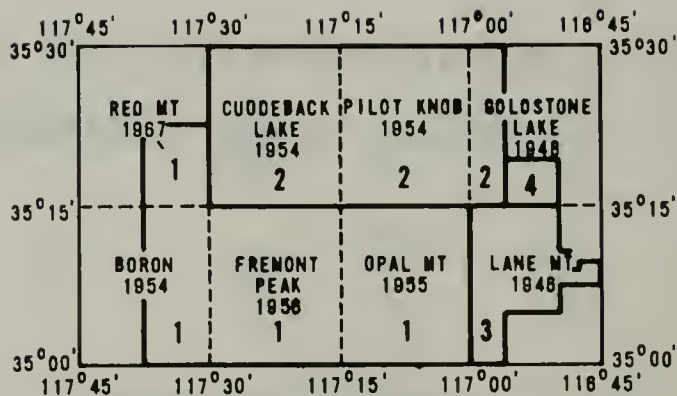 117°45' 117°30' 117°15' 117°00' 116°45'
35°30' 35°30'
RED MT CUDDEBACK PILOT KNOB GOLDSTONE
1967 LAKE 1954 LAKE
1954 1948
1 2 2 2 4
35°15' 35°15'
BORON FREMONT OPAL MT LANE MT
1954 PEAK 1955 1948
1956
1 1 1 3
35°00' 35°00'
117°45' 117°30' 117°15' 117°00' 116°45'